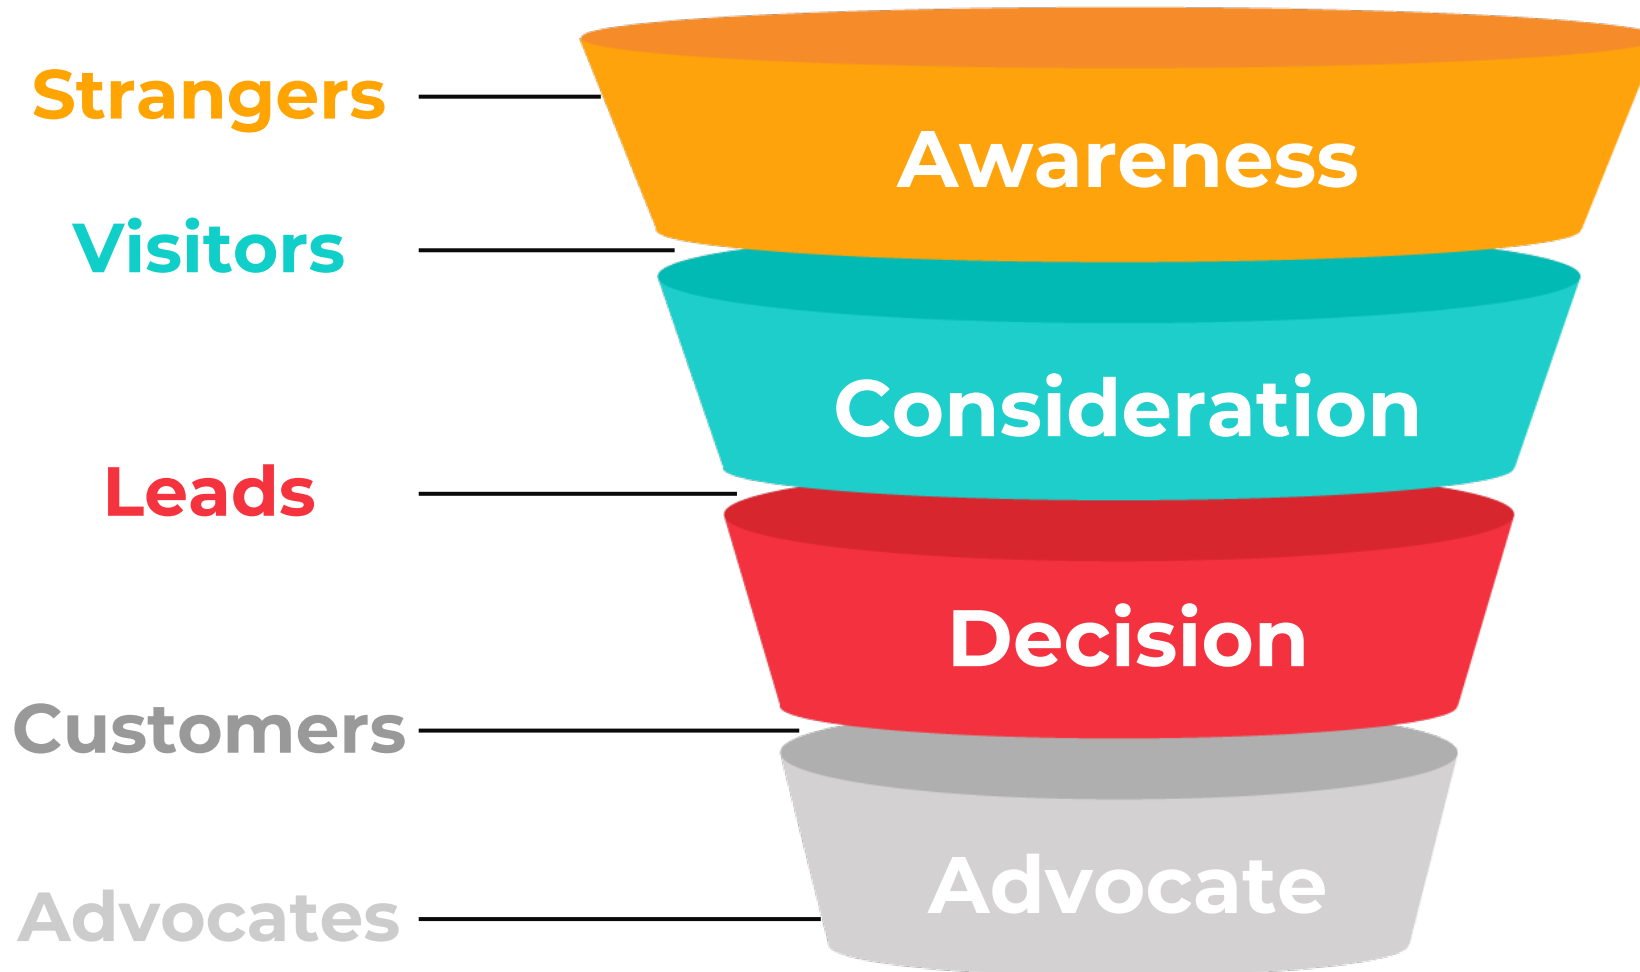 Strangers
Awareness
Visitors
Consideration
Leads
Decision
Customers
Advocate
Advocates